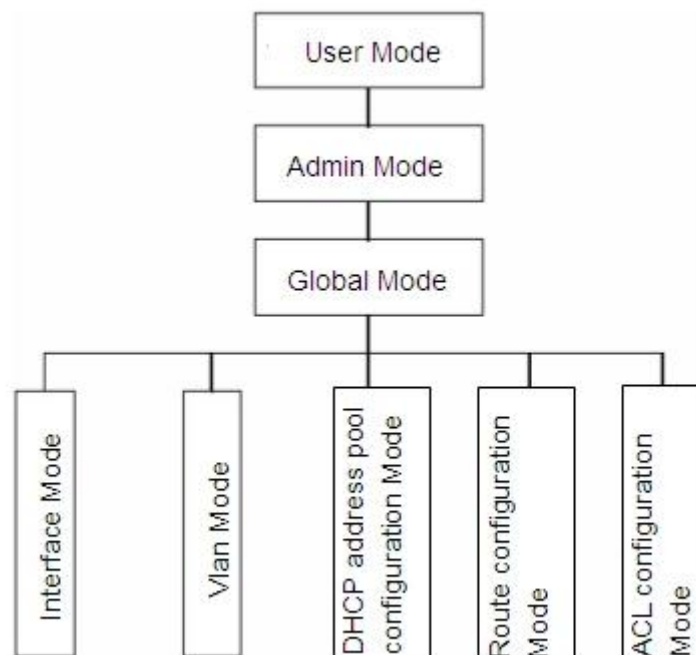 User Mode
Admin Mode
Global Mode
Interface Mode
Vlan Mode
DHCP address pool
configuration Mode
Route configuration
Mode
ACL configuration
Mode